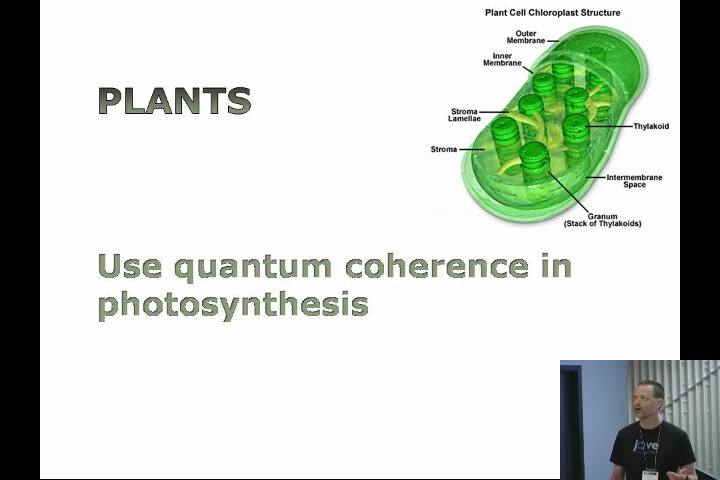 Plant Cell Chloroplast Structure
Outer
Membrane
Inner
Membrane
Stroma
Lamellae
Stroma
Thylakoid
Intermembrane
Space
Granum
(Stack of Thylakoids)
PLANTS
Use quantum coherence in
photosynthesis